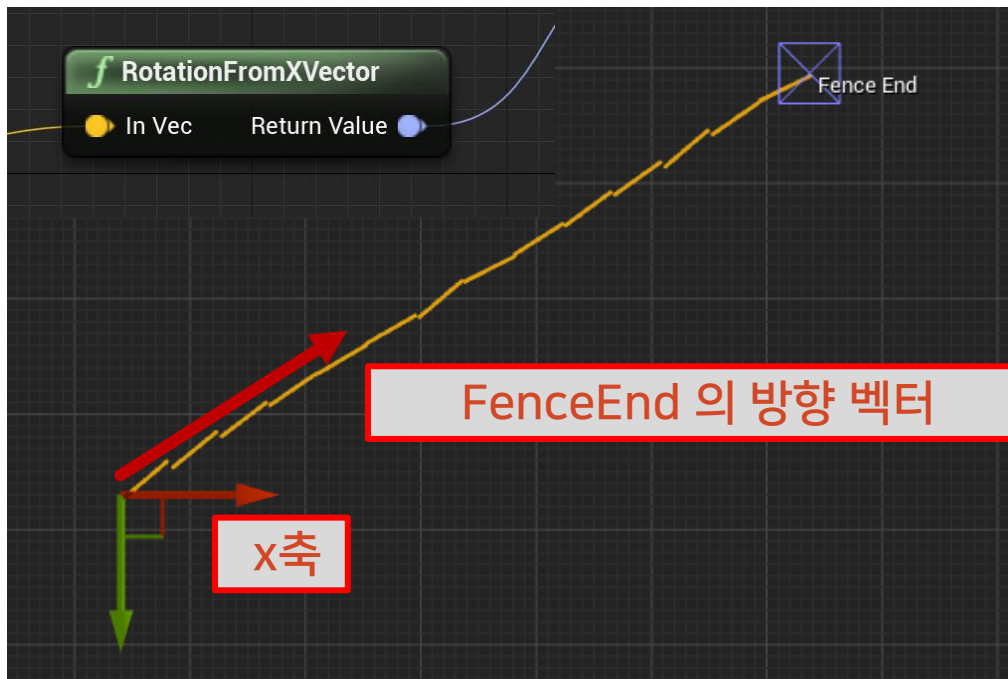 f RotationFromXVector
In Vec Return Value
Fence End
FenceEnd 의 방향 벡터
x축